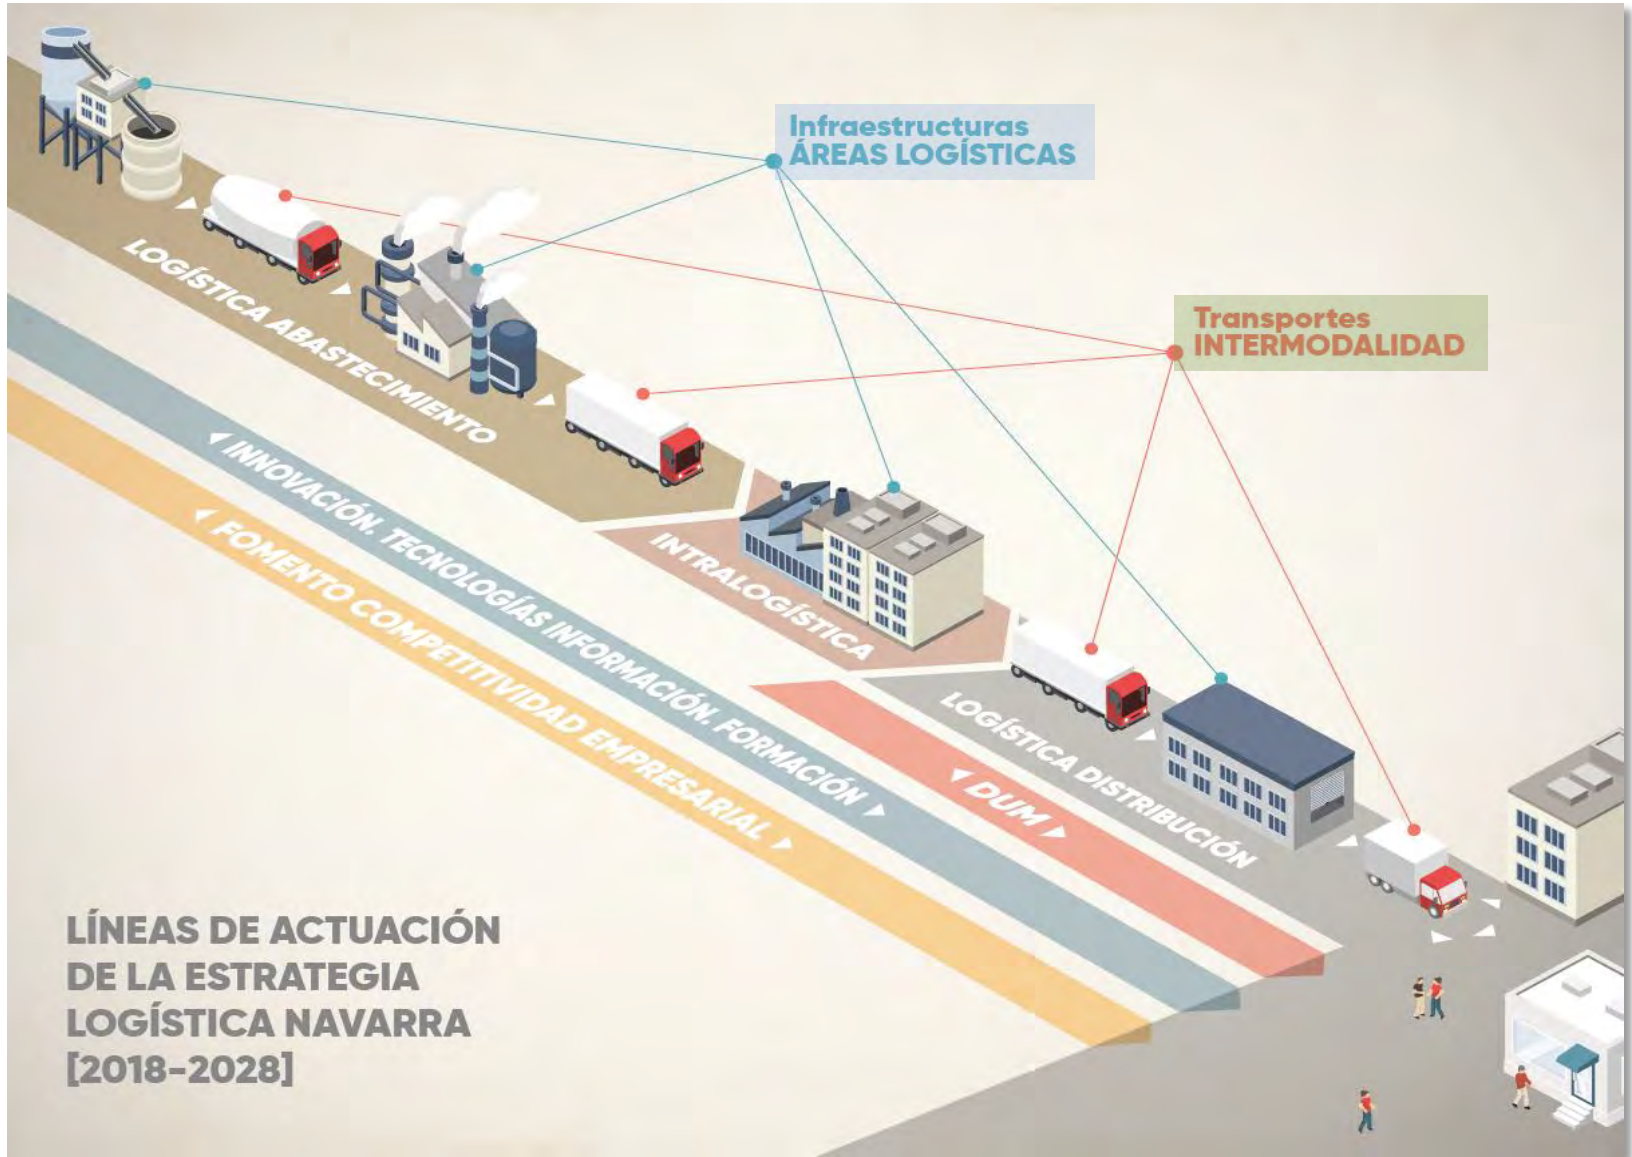 Infraestructuras
ÁREAS LOGÍSTICAS
Transportes
INTERMODALIDAD
LOGÍSTICA ABASTECIMIENTO
INTRALOGÍSTICA
LOGÍSTICA DISTRIBUCIÓN
DUM
INNOVACIÓN. TECNOLOGÍAS INFORMACIÓN. FORMACIÓN
FOMENTO COMPETITIVIDAD EMPRESARIAL
LÍNEAS DE ACTUACIÓN
DE LA ESTRATEGIA
LOGÍSTICA NAVARRA
[2018-2028]